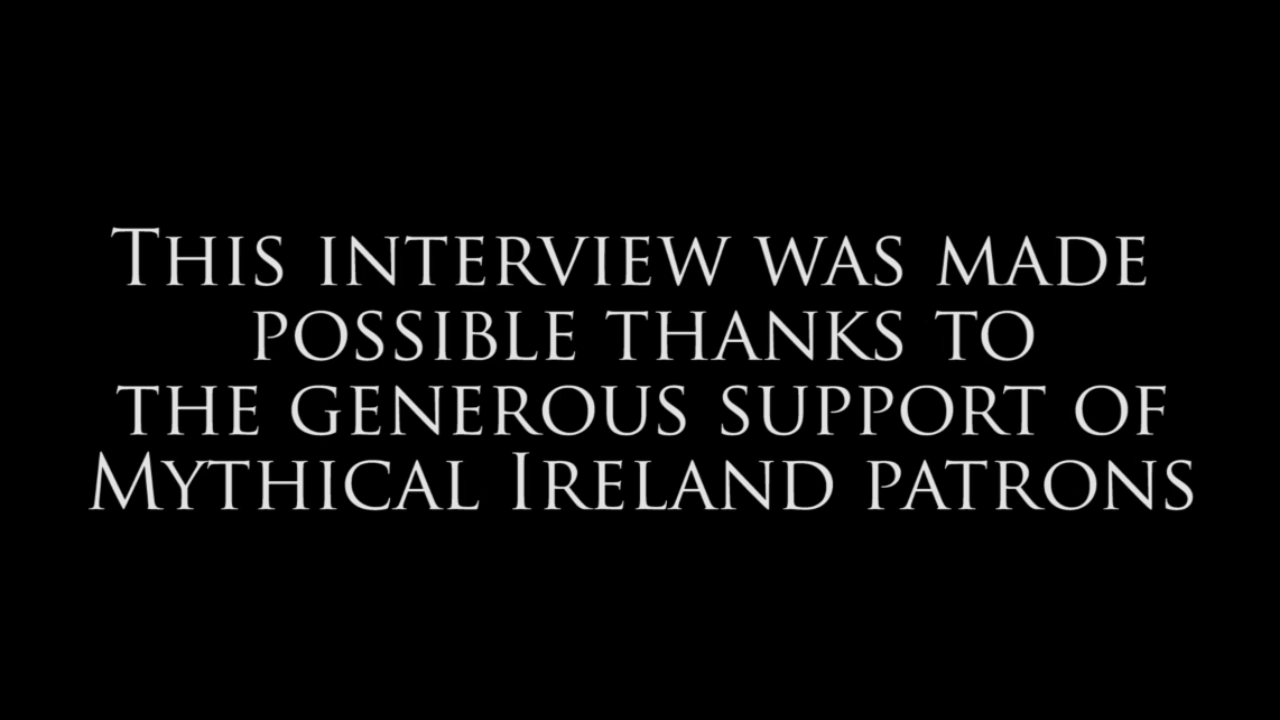 This interview was made
possible thanks to
the generous support of
Mythical Ireland patrons